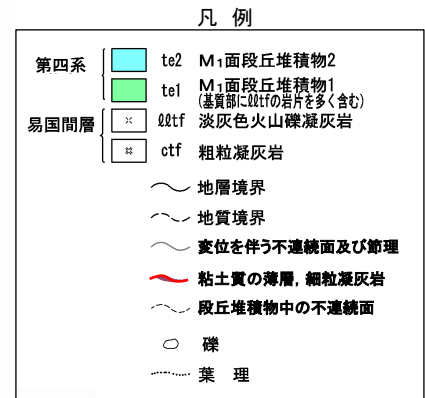 凡 例
第四系
te2 M₁面段丘堆積物2
te1 M₁面段丘堆積物1
(基質部にℓℓtfの岩片を多く含む)
易国間層
ℓℓtf 淡灰色火山礫凝灰岩
ctf 粗粒凝灰岩
地層境界
地質境界
変位を伴う不連続面及び節理
粘土質の薄層，細粒凝灰岩
段丘堆積物中の不連続面
礫
葉 理